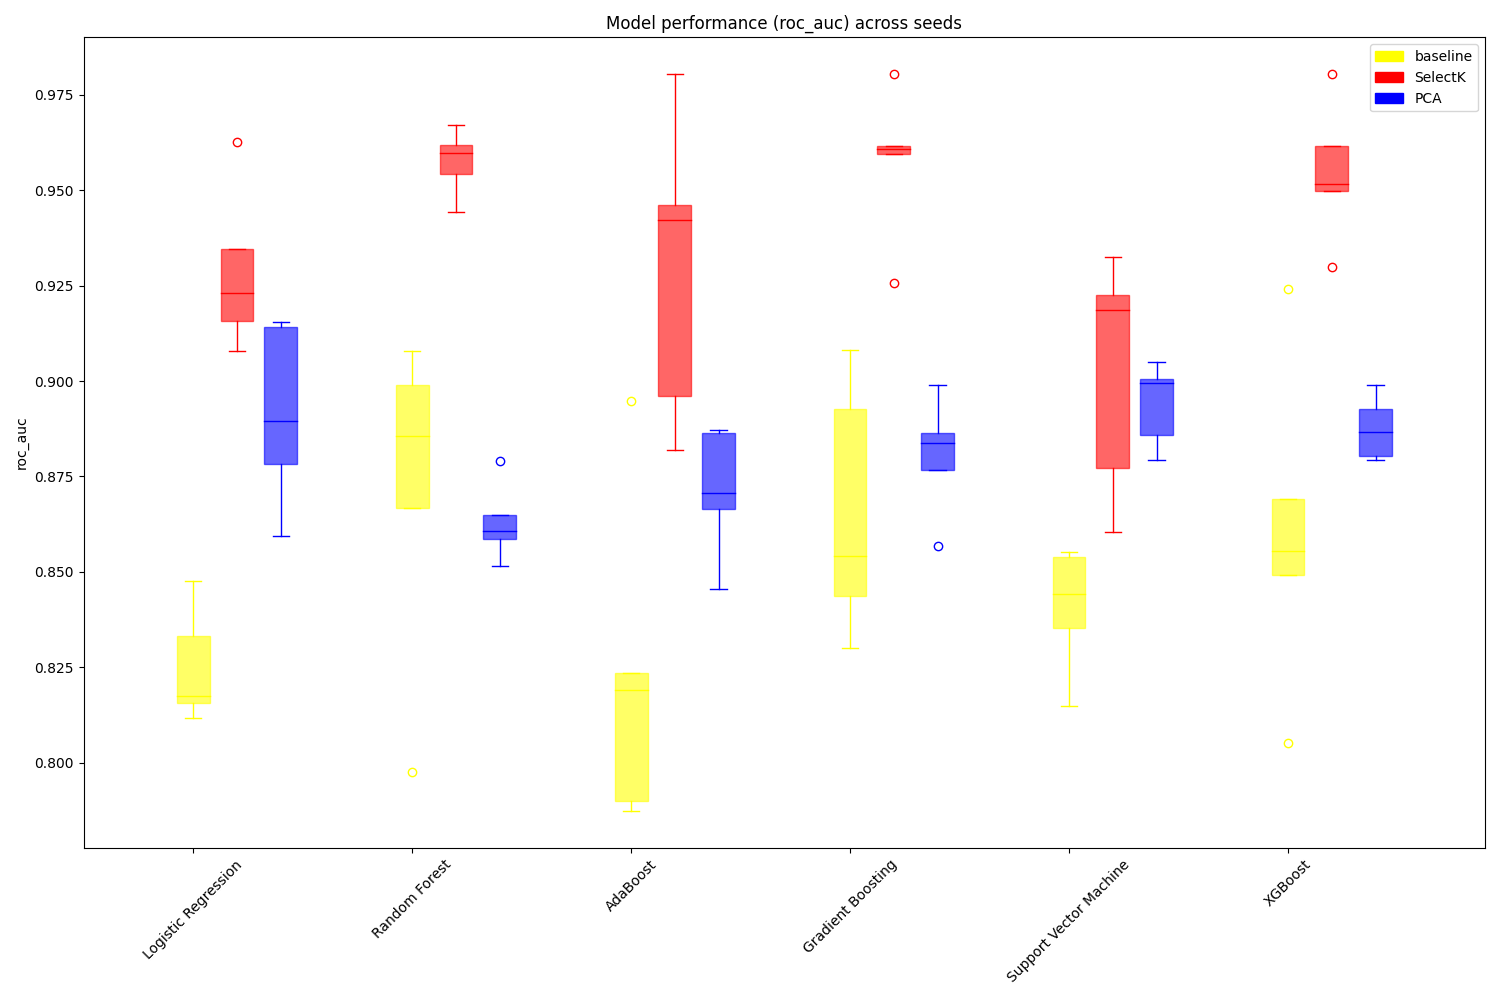 Model performance (roc_auc) across seeds
baseline
SelectK
PCA
0.975
0.950
0.925
0.900
0.875
0.850
0.825
0.800
roc_auc
Logistic Regression
Random Forest
AdaBoost
Gradient Boosting
Support Vector Machine
XGBoost